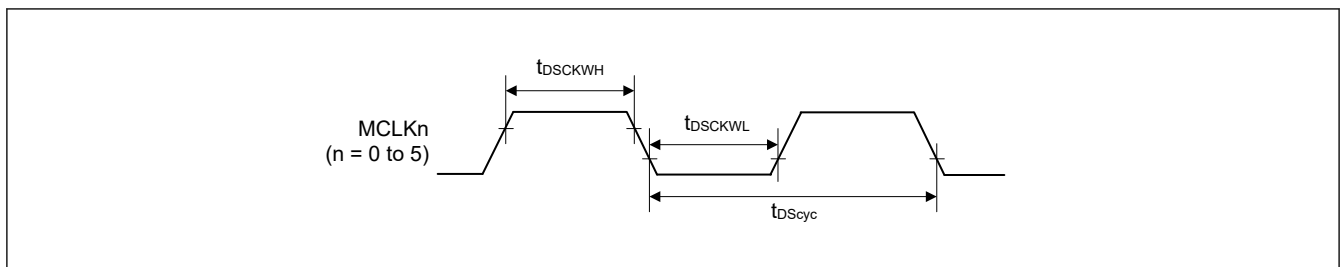 tDSCKWH
MCLKn
(n = 0 to 5)
tDSCKWL
tDScyc